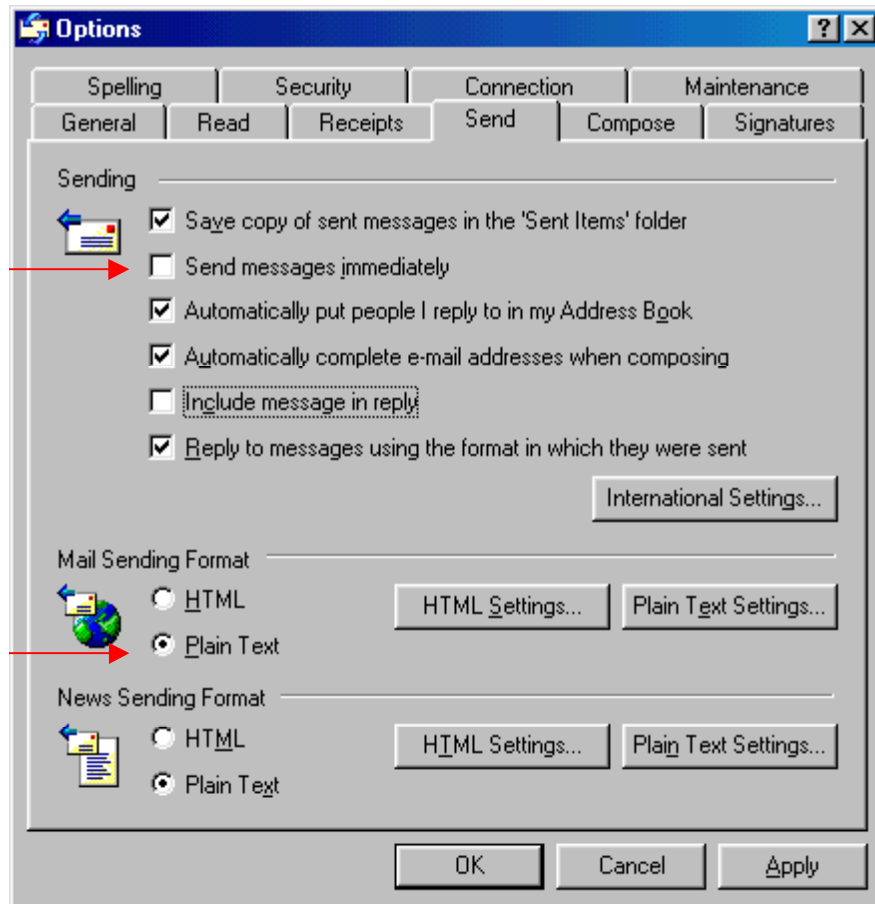 Options
Spelling Security Connection Maintenance
General Read Receipts Send Compose Signatures
Sending
Save copy of sent messages in the 'Sent Items' folder
Send messages immediately
Automatically put people I reply to in my Address Book
Automatically complete e-mail addresses when composing
Include message in reply
Reply to messages using the format in which they were sent
International Settings...
Mail Sending Format
HTML HTML Settings... Plain Text Settings...
Plain Text
News Sending Format
HTML HTML Settings... Plain Text Settings...
Plain Text
OK Cancel Apply